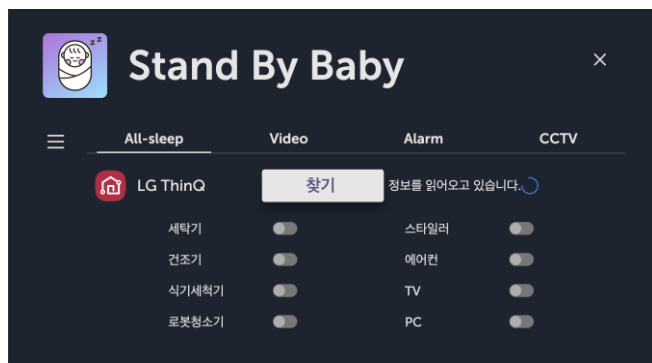 z z
Stand By Baby
All-sleep Video Alarm CCTV
LG ThinQ 찾기 정보를 읽어오고 있습니다.
세탁기 스타일러
건조기 에어컨
식기세척기 TV
로봇청소기 PC